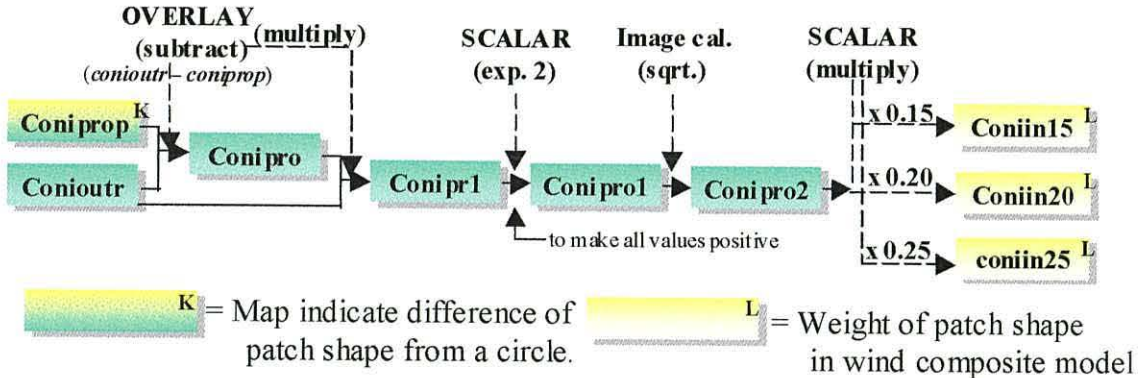 OVERLAY
(subtract)
(multiply)
(conioutr – coniprop)
SCALAR
(exp. 2)
Image cal.
(sqrt.)
SCALAR
(multiply)
Coniprop K
Conioutr
Conipro
Conipr1
Conipro1
Conipro2
x 0.15
x 0.20
x 0.25
Coniin15 L
Coniin20 L
coniin25 L
to make all values positive
K = Map indicate difference of
patch shape from a circle.
L = Weight of patch shape
in wind composite model